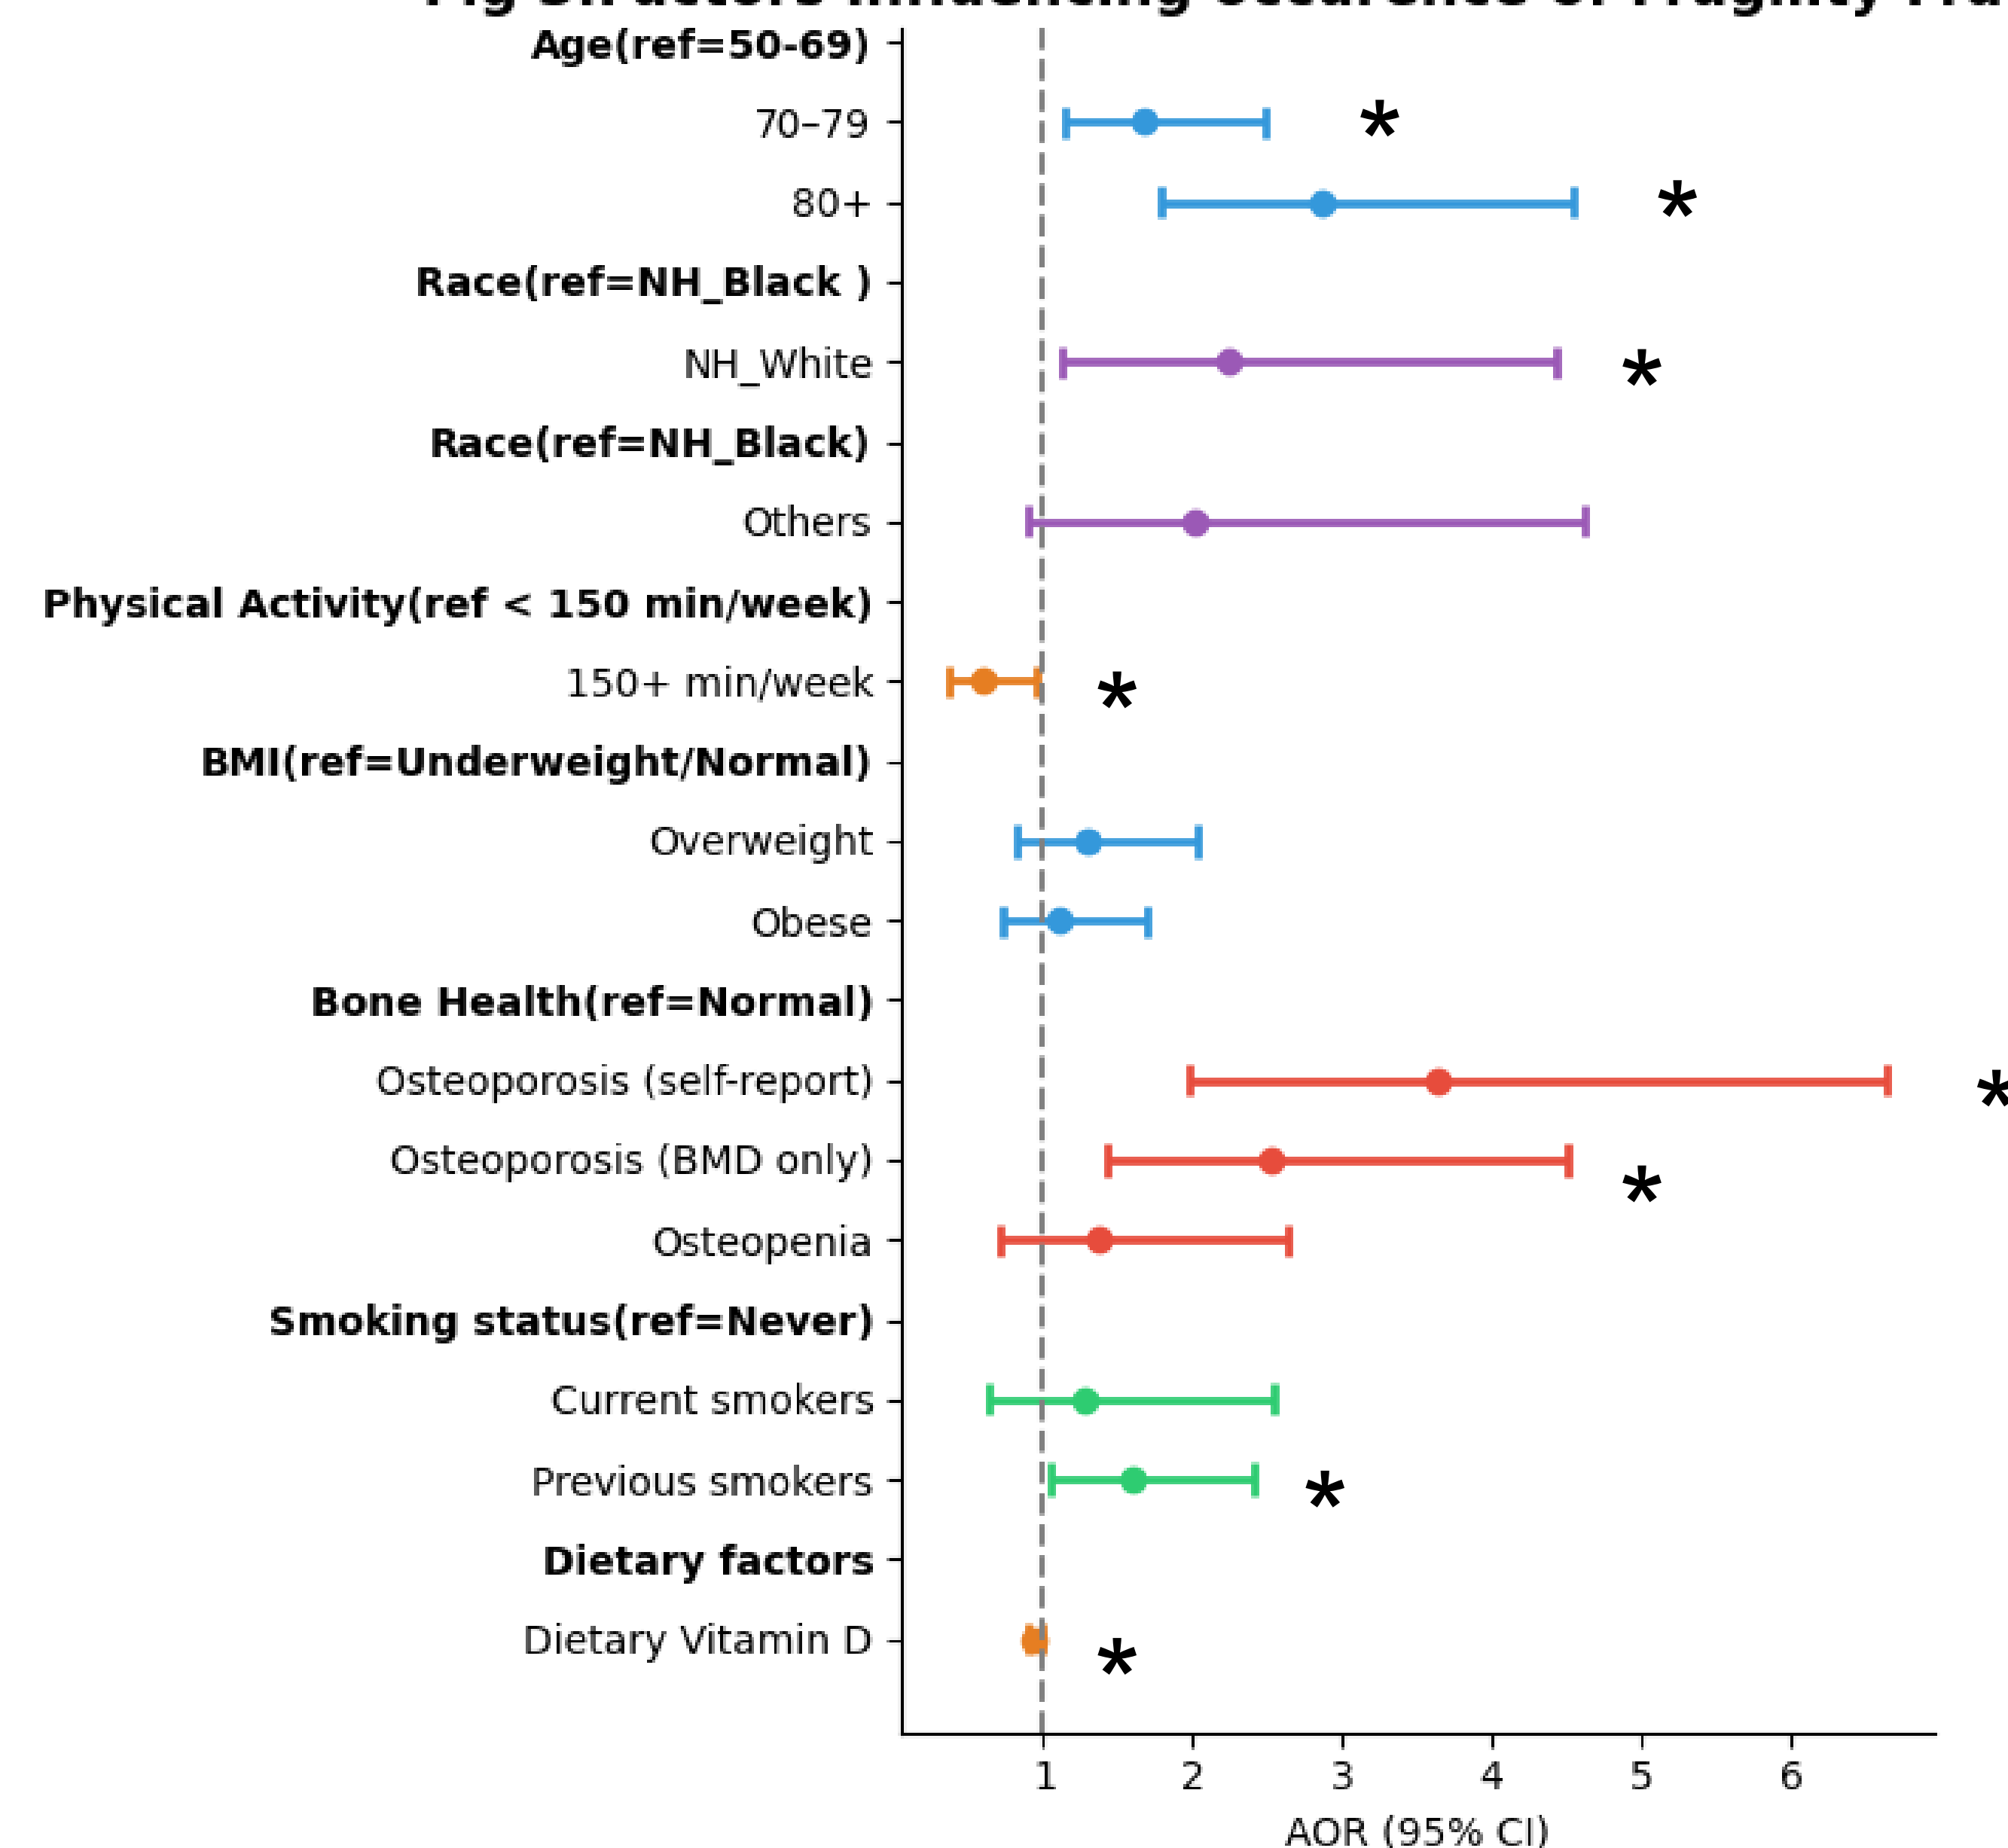 Age(ref=50-69)
70–79 *
80+ *
Race(ref=NH_Black )
NH_White *
Race(ref=NH_Black)
Others
Physical Activity(ref < 150 min/week)
150+ min/week *
BMI(ref=Underweight/Normal)
Overweight
Obese
Bone Health(ref=Normal)
Osteoporosis (self-report) *
Osteoporosis (BMD only) *
Osteopenia
Smoking status(ref=Never)
Current smokers
Previous smokers *
Dietary factors
Dietary Vitamin D *
1 2 3 4 5 6
AOR (95% CI)